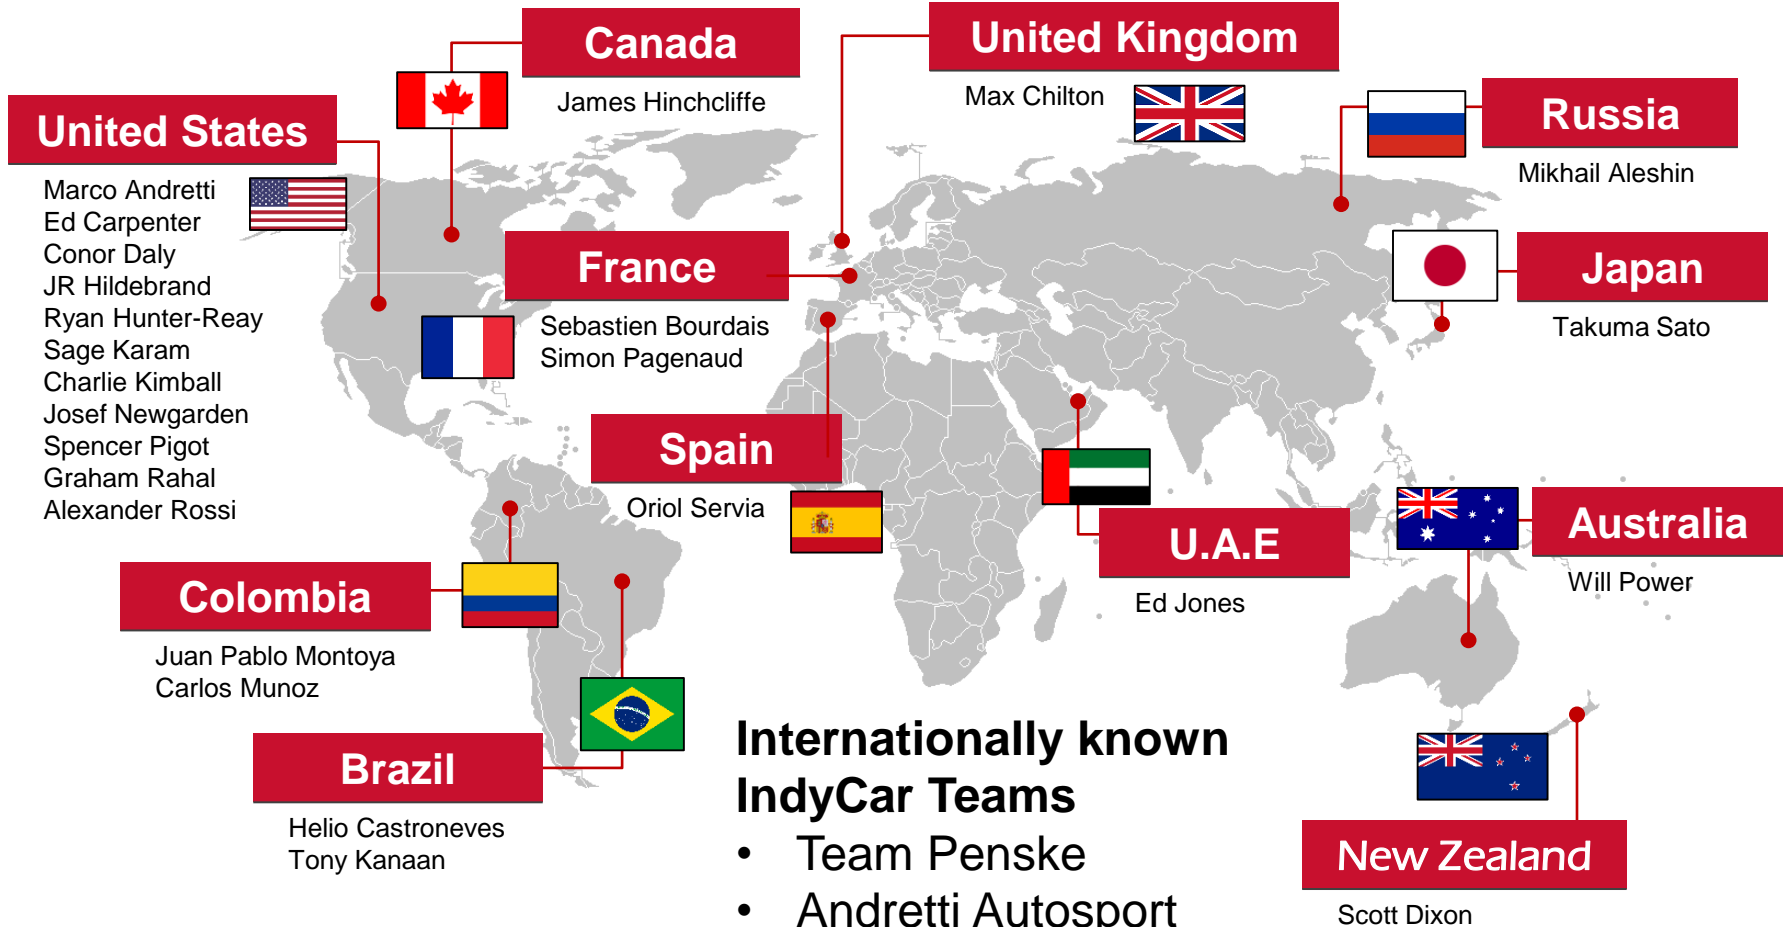 Canada
James Hinchcliffe
United Kingdom
Max Chilton
Russia
Mikhail Aleshin
United States
Marco Andretti
Ed Carpenter
Conor Daly
JR Hildebrand
Ryan Hunter-Reay
Sage Karam
Charlie Kimball
Josef Newgarden
Spencer Pigot
Graham Rahal
Alexander Rossi
France
Sebastien Bourdais
Simon Pagenaud
Japan
Takuma Sato
Spain
Oriol Servia
U.A.E
Ed Jones
Australia
Will Power
Colombia
Juan Pablo Montoya
Carlos Munoz
Brazil
Helio Castroneves
Tony Kanaan
Internationally known
IndyCar Teams
• Team Penske
• Andretti Autosport
New Zealand
Scott Dixon